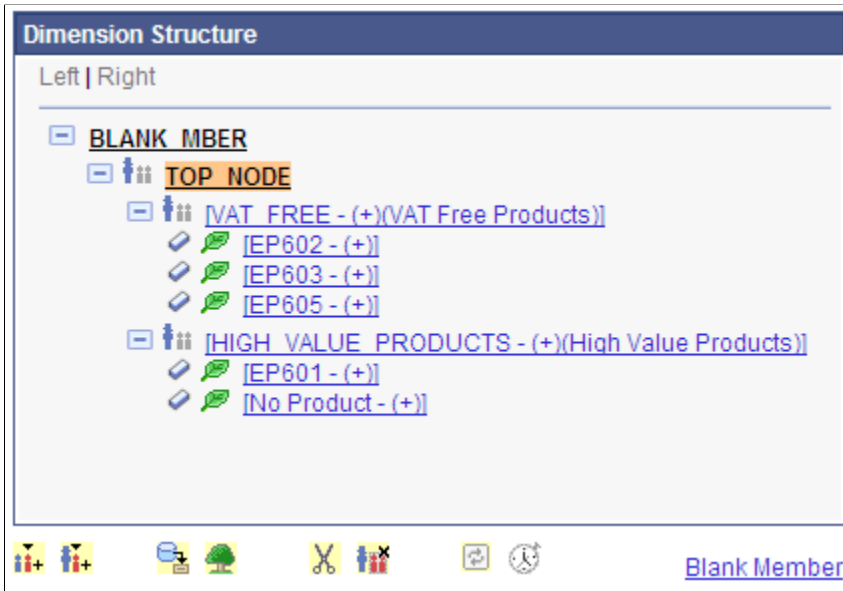 Dimension Structure
Left | Right
BLANK_MBER
TOP_NODE
[VAT_FREE - (+)(VAT Free Products)]
[EP602 - (+)]
[EP603 - (+)]
[EP605 - (+)]
[HIGH_VALUE_PRODUCTS - (+)(High Value Products)]
[EP601 - (+)]
[No Product - (+)]
Blank Member